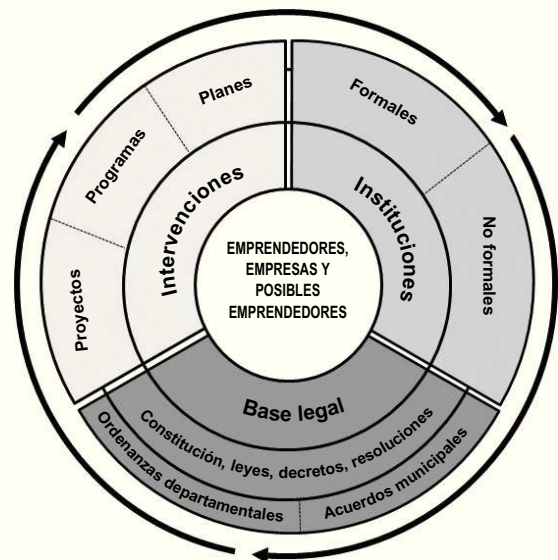 Planes
Programas
Proyectos
Intervenciones
Formales
No formales
Instituciones
EMPRENDEDORES,
EMPRESAS Y
POSIBLES
EMPRENDEDORES
Base legal
Constitución, leyes, decretos, resoluciones
Ordenanzas departamentales
Acuerdos municipales